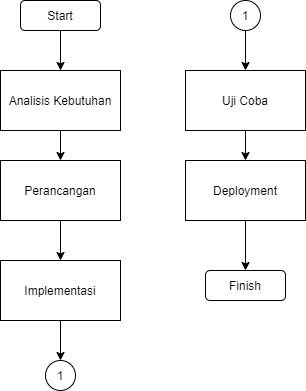 Start
Analisis Kebutuhan
Perancangan
Implementasi
1
1
Uji Coba
Deployment
Finish